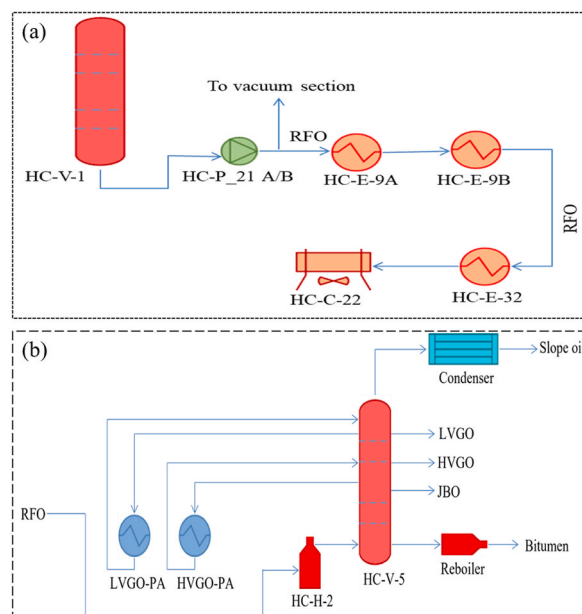 (a)
To vacuum section
RFO
HC-V-1
HC-P_21 A/B
HC-E-9A
HC-E-9B
RFO
HC-C-22
HC-E-32
(b)
Slope oi
Condenser
LVGO
HVGO
JBO
RFO
Bitumen
LVGO-PA
HVGO-PA
HC-H-2
HC-V-5
Reboiler